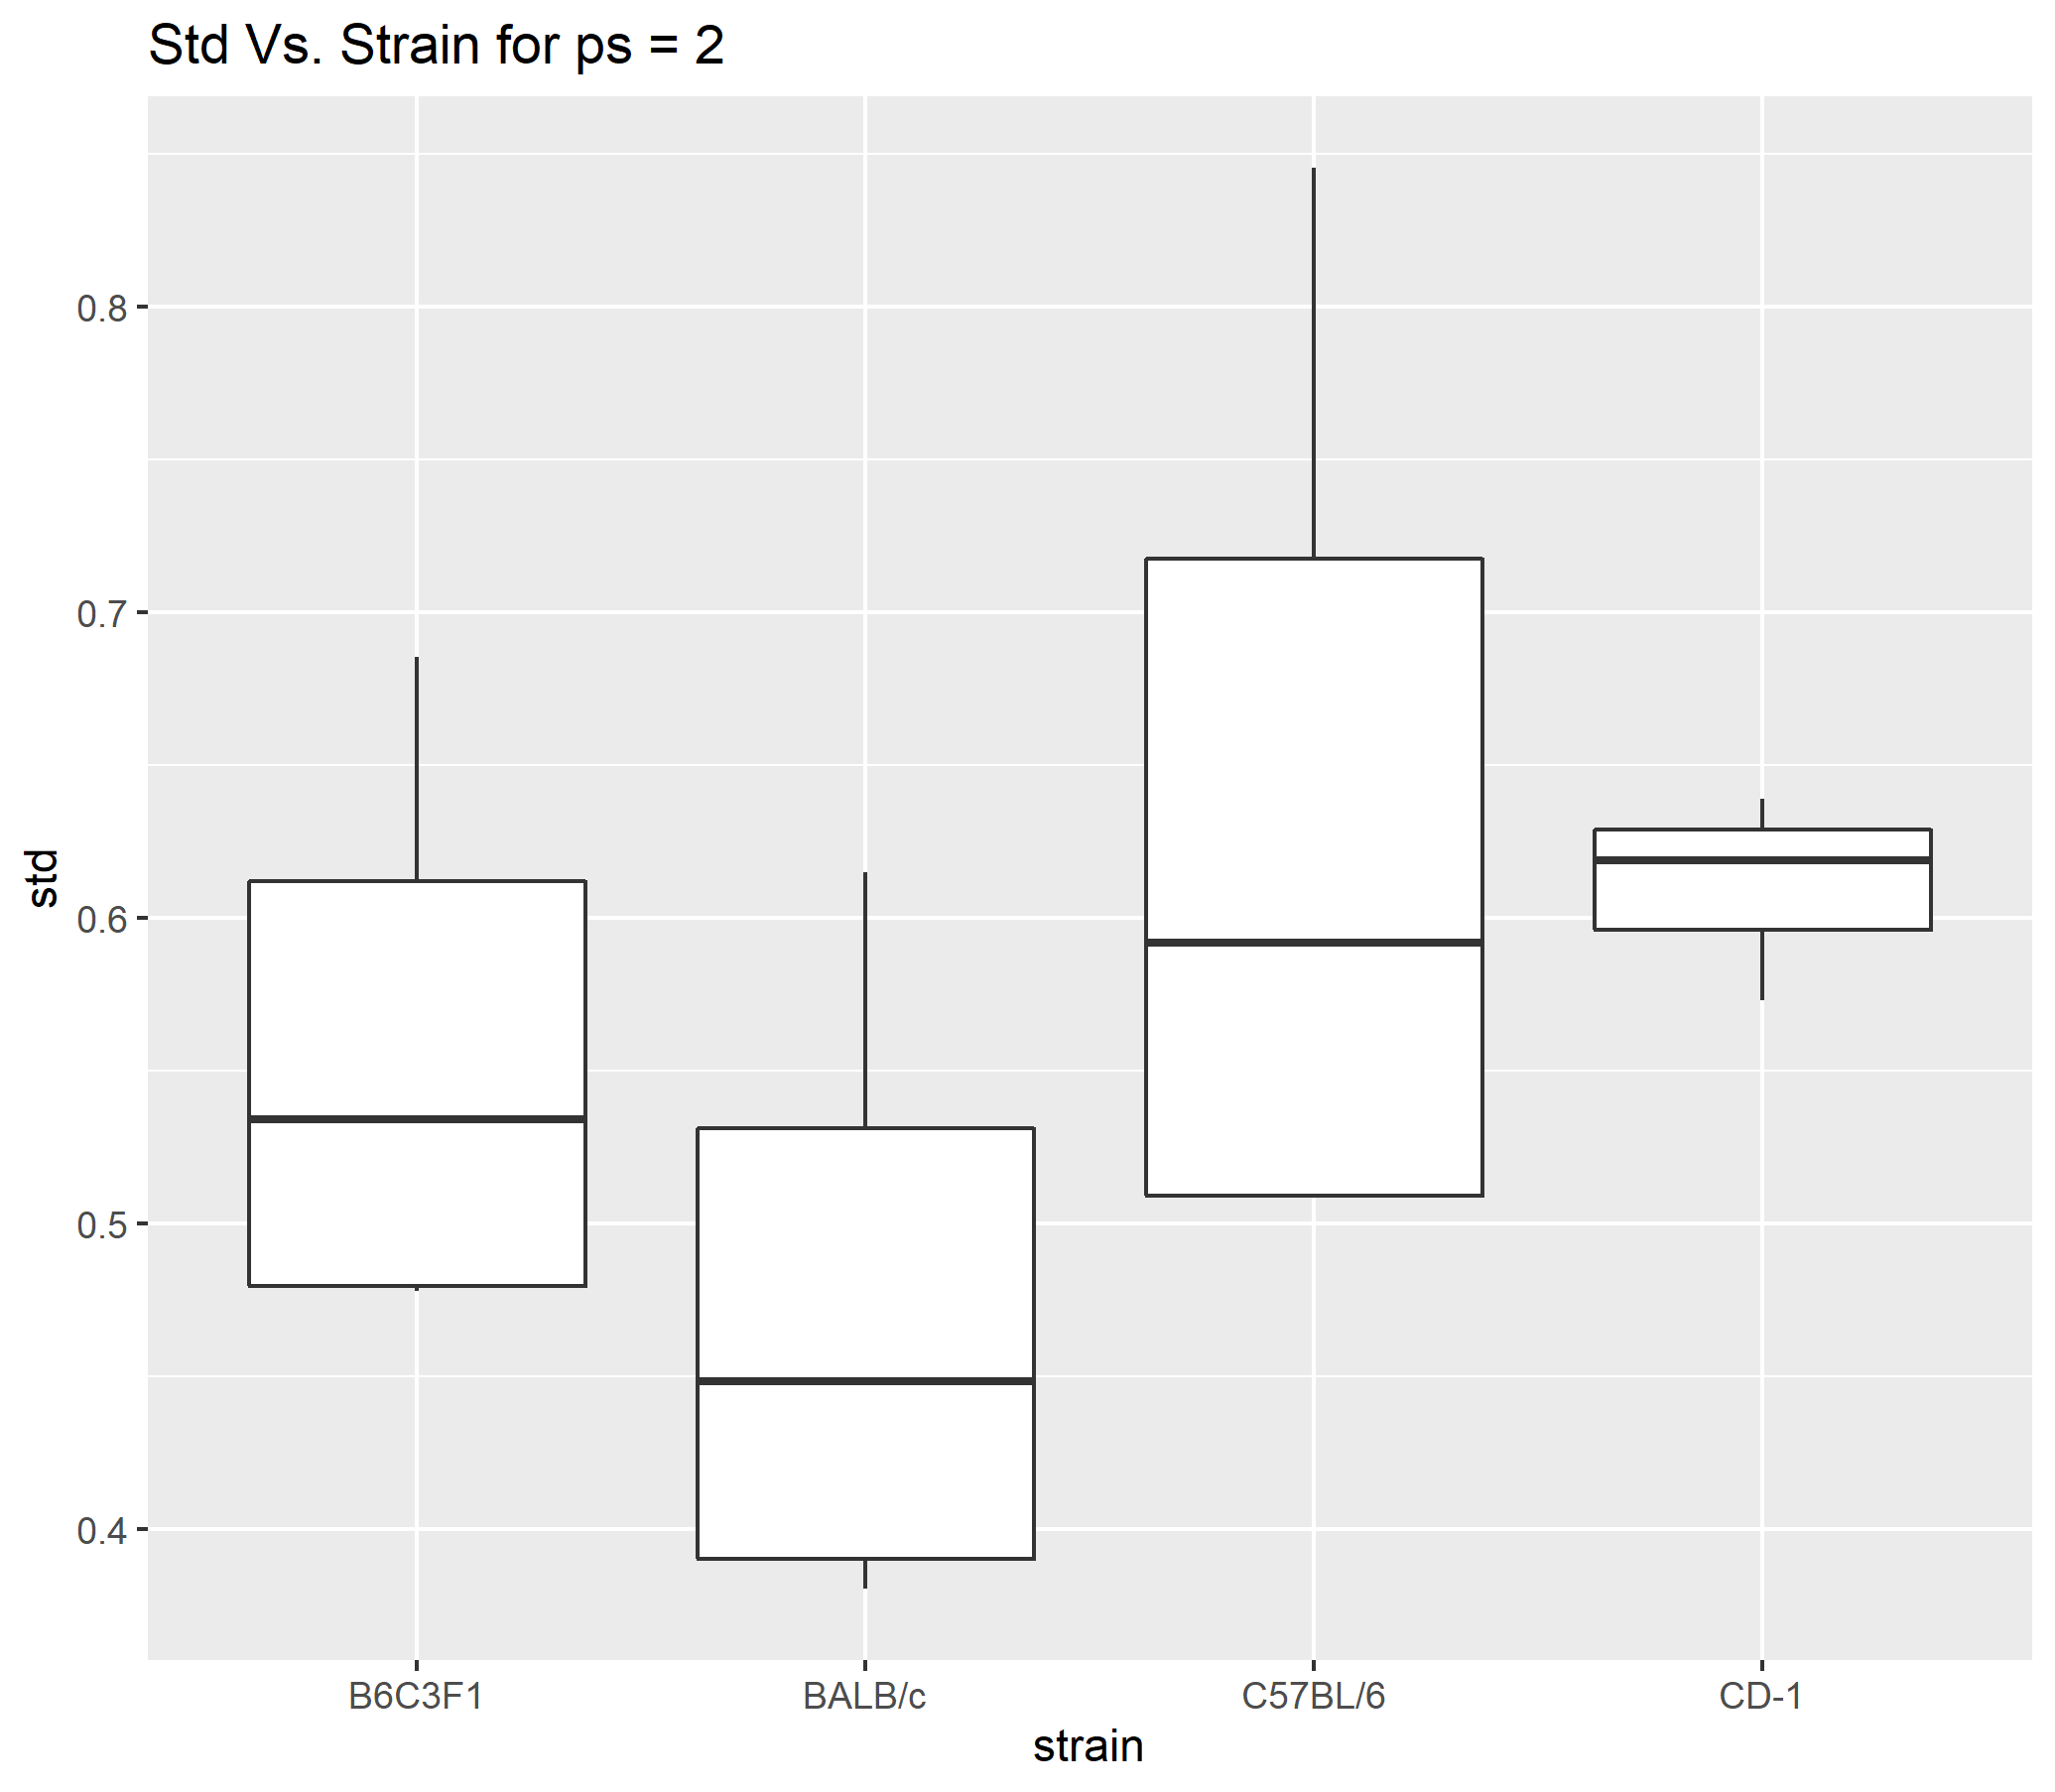 Std Vs. Strain for ps = 2
std
0.8
0.7
0.6
0.5
0.4
B6C3F1 BALB/c C57BL/6 CD-1
strain